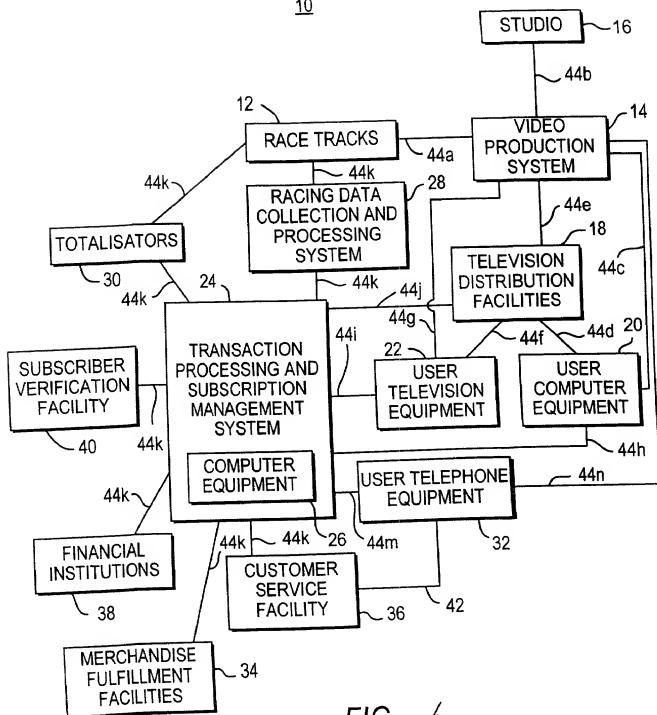 10
STUDIO
16
44b
12
14
RACE TRACKS
44a
VIDEO
PRODUCTION
SYSTEM
44k
44k
28
RACING DATA
COLLECTION AND
PROCESSING
SYSTEM
44e
18
44c
TOTALISATORS
30
44k
24
44k
44j
TELEVISION
DISTRIBUTION
FACILITIES
44g
44f
44d
20
44i
22
TRANSACTION
PROCESSING AND
SUBSCRIPTION
MANAGEMENT
SYSTEM
USER
TELEVISION
EQUIPMENT
USER
COMPUTER
EQUIPMENT
SUBSCRIBER
VERIFICATION
FACILITY
40
44k
44h
COMPUTER
EQUIPMENT
26
USER TELEPHONE
EQUIPMENT
44n
32
44m
44k
44k
44k
FINANCIAL
INSTITUTIONS
38
CUSTOMER
SERVICE
FACILITY
36
42
MERCHANDISE
FULFILLMENT
FACILITIES
34